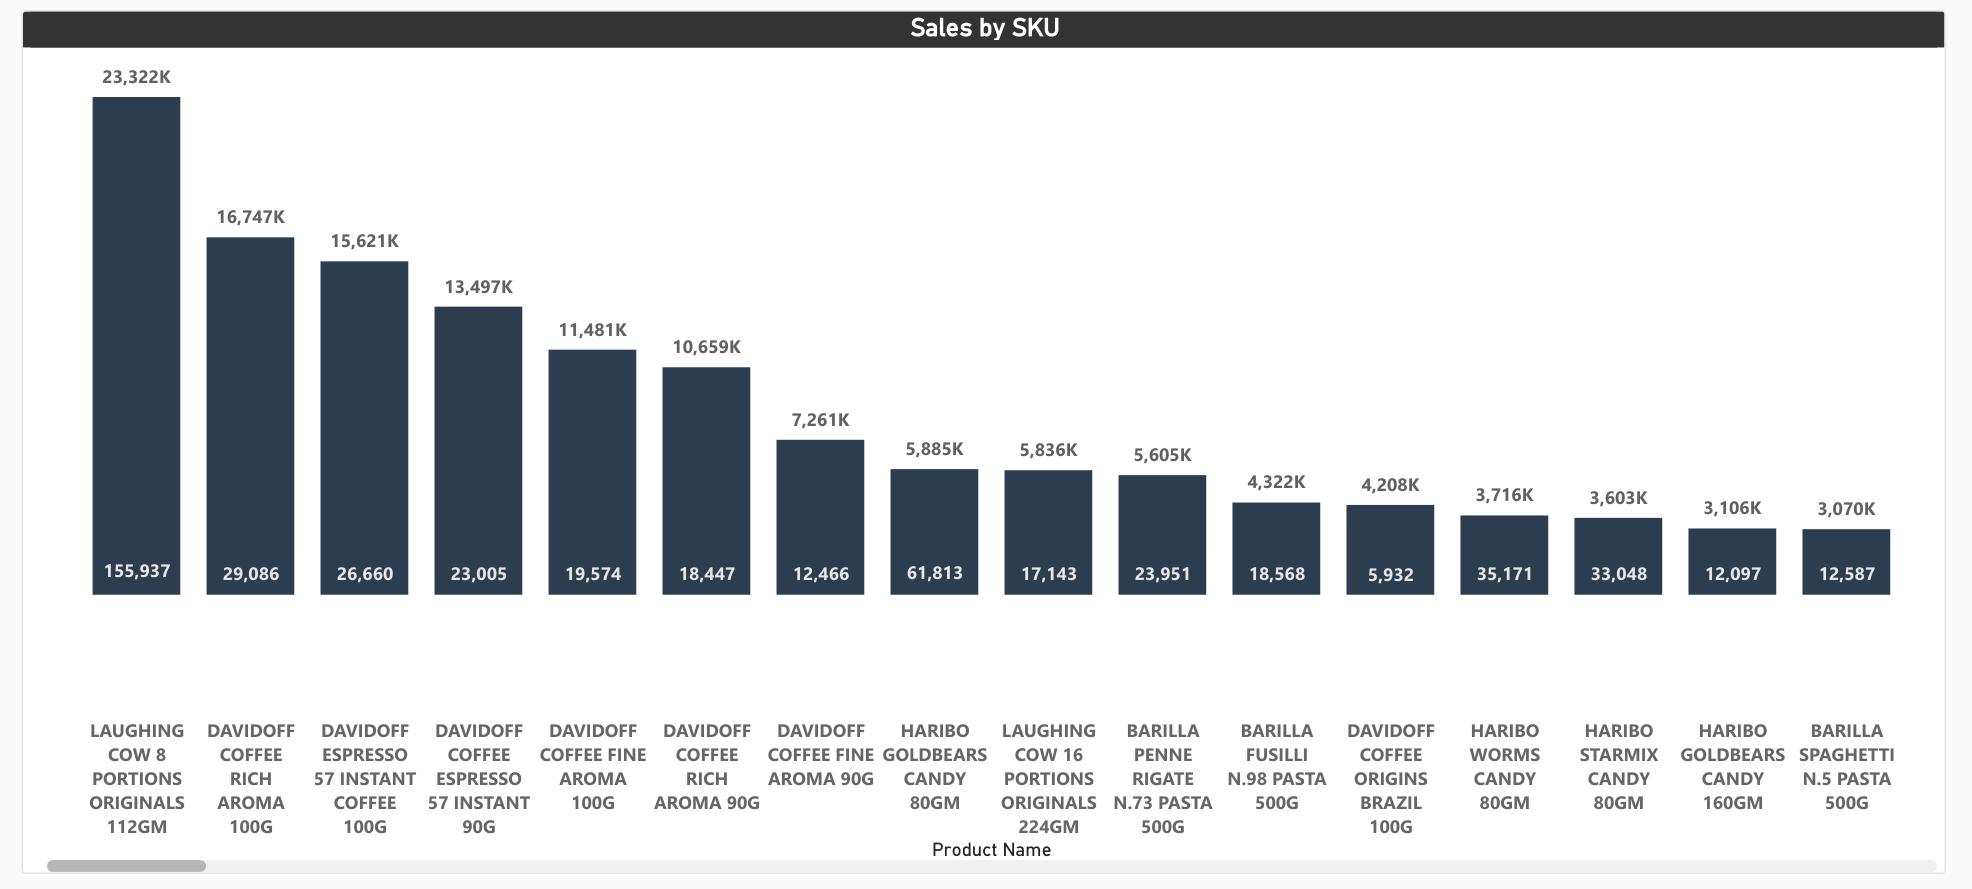 Sales by SKU
23,322K
16,747K
15,621K
13,497K
11,481K
10,659K
7,261K
5,885K
5,836K
5,605K
4,322K
4,208K
3,716K
3,603K
3,106K
3,070K
155,937
29,086
26,660
23,005
19,574
18,447
12,466
61,813
17,143
23,951
18,568
5,932
35,171
33,048
12,097
12,587
LAUGHING
COW 8
PORTIONS
ORIGINALS
112GM
DAVIDOFF
COFFEE
RICH
AROMA
100G
DAVIDOFF
ESPRESSO
57 INSTANT
COFFEE
100G
DAVIDOFF
COFFEE
ESPRESSO
57 INSTANT
90G
DAVIDOFF
COFFEE FINE
AROMA
100G
DAVIDOFF
COFFEE
RICH
AROMA 90G
DAVIDOFF
COFFEE FINE
AROMA 90G
HARIBO
GOLDBEARS
CANDY
80GM
LAUGHING
COW 16
PORTIONS
ORIGINALS
224GM
BARILLA
PENNE
RIGATE
N.73 PASTA
500G
BARILLA
FUSILLI
N.98 PASTA
500G
DAVIDOFF
COFFEE
ORIGINS
BRAZIL
100G
HARIBO
WORMS
CANDY
80GM
HARIBO
STARMIX
CANDY
80GM
HARIBO
GOLDBEARS
CANDY
160GM
BARILLA
SPAGHETTI
N.5 PASTA
500G
Product Name